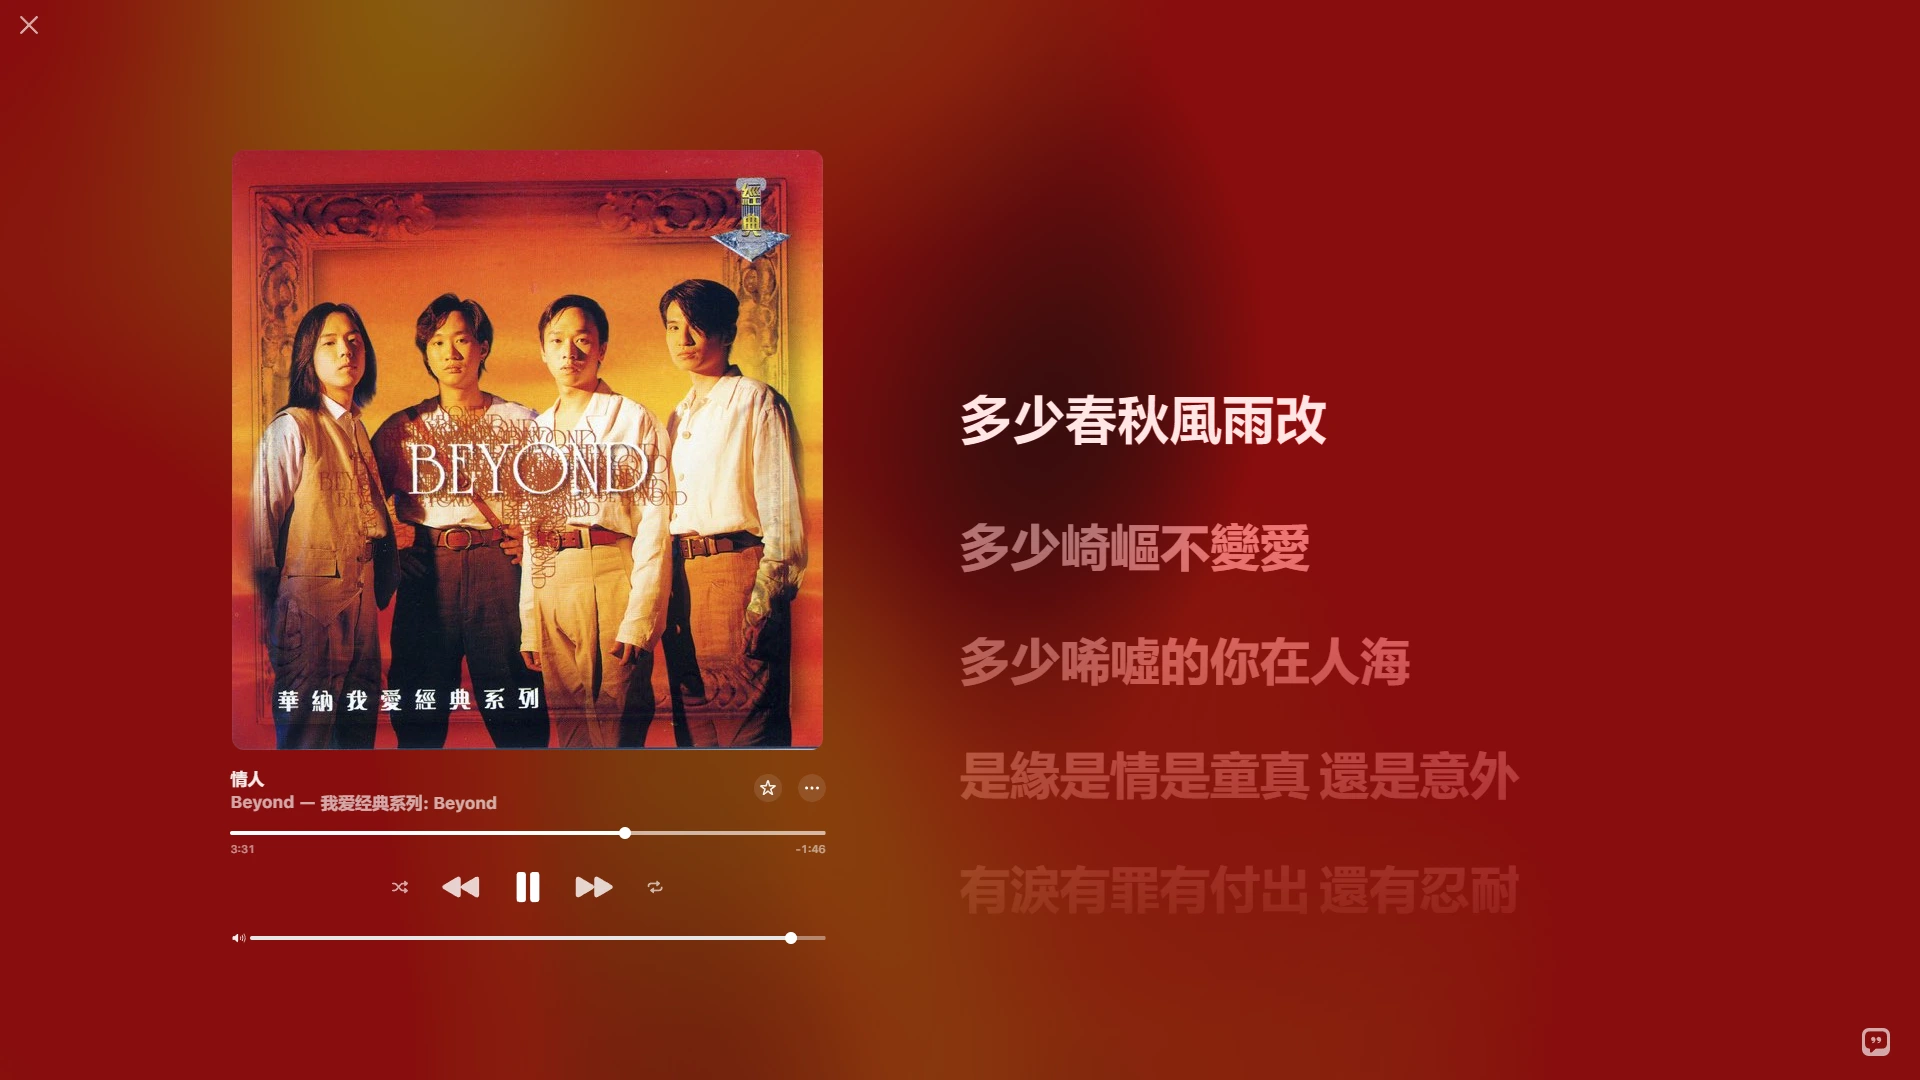 經典
BEYOND
華納我愛經典系列
情人
Beyond — 我爱经典系列: Beyond
3:31
-1:46
多少春秋風雨改
多少崎嶇不變愛
多少唏噓的你在人海
是緣是情是童真 還是意外
有淚有罪有付出 還有忍耐